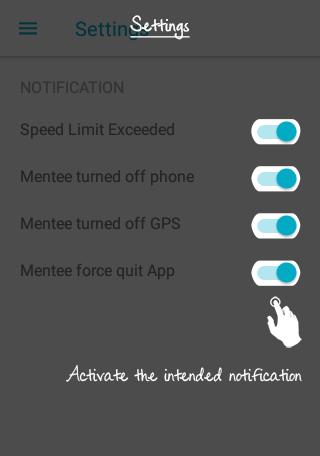 Settings
Settings
NOTIFICATION
Speed Limit Exceeded
Mentee turned off phone
Mentee turned off GPS
Mentee force quit App
Activate the intended notification